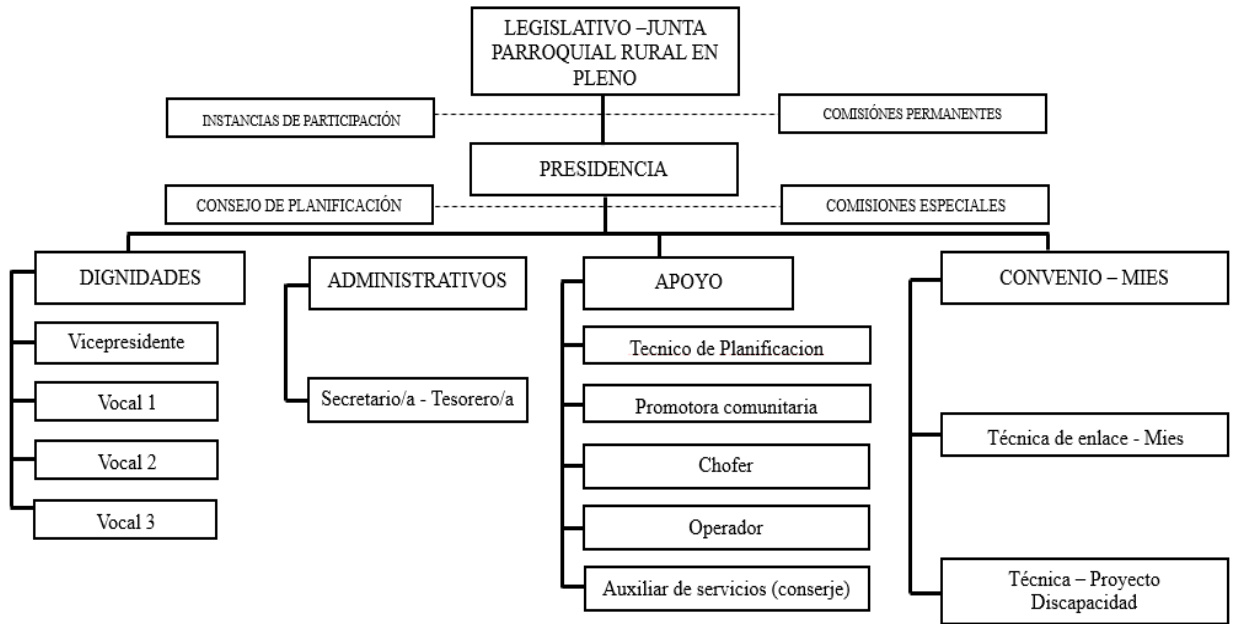 LEGISLATIVO –JUNTA
PARROQUIAL RURAL EN
PLENO
INSTANCIAS DE PARTICIPACIÓN
COMISIÓNES PERMANENTES
PRESIDENCIA
CONSEJO DE PLANIFICACIÓN
COMISIONES ESPECIALES
DIGNIDADES
Vicepresidente
Vocal 1
Vocal 2
Vocal 3
ADMINISTRATIVOS
Secretario/a - Tesorero/a
APOYO
Tecnico de Planificacion
Promotora comunitaria
Chofer
Operador
Auxiliar de servicios (conserje)
CONVENIO – MIES
Técnica de enlace - Mies
Técnica – Proyecto
Discapacidad